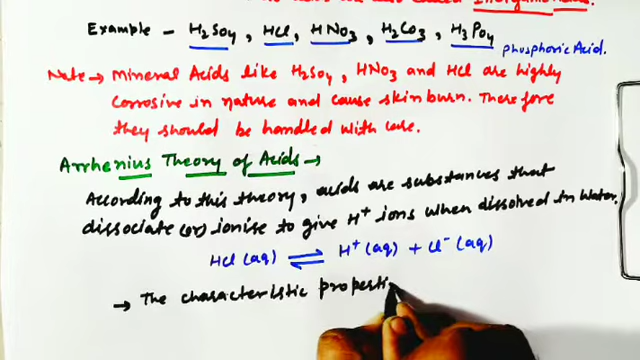 Inorganic Acids.
Example - H2SO4, HCl, HNO3, H2CO3, H3PO4
phosphoric Acid.
Note → Mineral Acids like H2SO4, HNO3 and HCl are highly
corrosive in nature and cause skin burn. Therefore
they should be handled with care.
Arrhenius Theory of Acids →
According to this theory, acids are substances that
dissociate (or) ionise to give H+ ions when dissolved in water.
HCl (aq) ⇌ H+ (aq) + Cl- (aq)
→ The characteristic properti